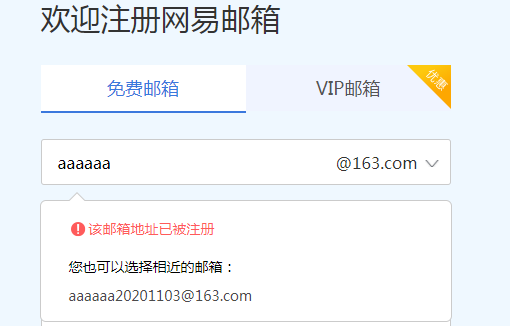 欢迎注册网易邮箱
免费邮箱
VIP邮箱
优惠
aaaaaa @163.com
该邮箱地址已被注册
您也可以选择相近的邮箱：
aaaaaa20201103@163.com